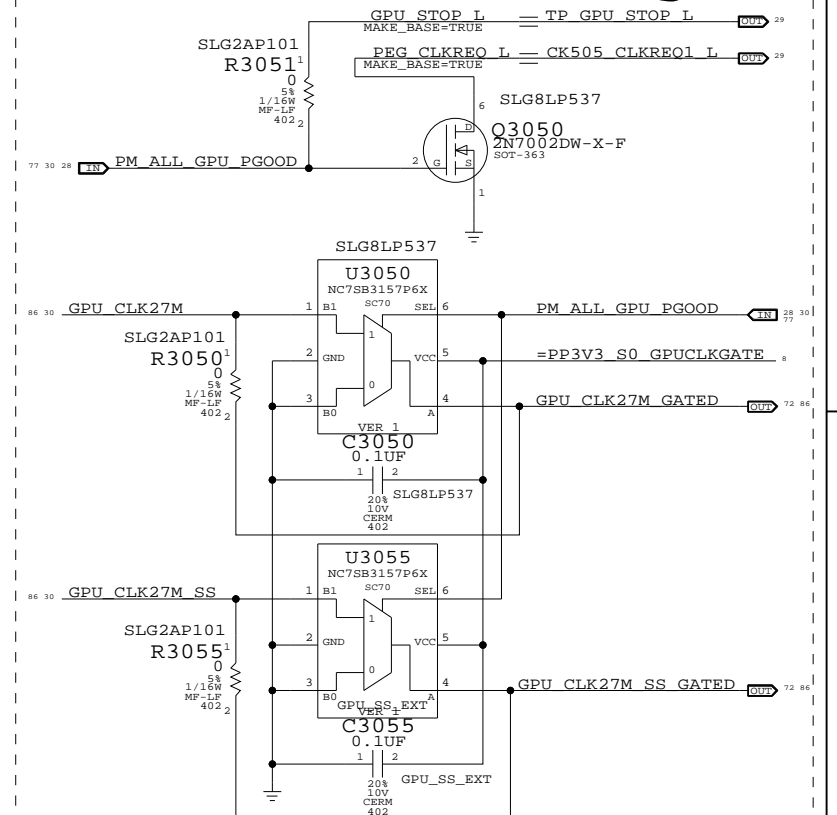 GPU_STOP_L TP_GPU_STOP_L OUT 29
MAKE_BASE=TRUE
SLG2AP101
PEG_CLKREQ_L CK505_CLKREQ1_L OUT 29
MAKE_BASE=TRUE
R3051 1
0
5%
1/16W
MF-LF
402 2
6 SLG8LP537
D
Q3050
2N7002DW-X-F
SOT-363
77 30 28 IN PM_ALL_GPU_PGOOD 2 G S
1
SLG8LP537
U3050
NC7SB3157P6X
SC70
86 30 GPU_CLK27M 1 B1 SEL 6 PM_ALL_GPU_PGOOD IN 28 30
77
1
SLG2AP101
R3050 1
0
5%
1/16W
MF-LF
402 2
2 GND VCC 5 =PP3V3_S0_GPUCLKGATE 8
0
3 B0 A 4 GPU_CLK27M_GATED OUT 72 86
VER 1
C3050
0.1UF
1 2
SLG8LP537
20%
10V
CERM
402
U3055
NC7SB3157P6X
SC70
86 30 GPU_CLK27M_SS 1 B1 SEL 6
1
SLG2AP101
R3055 1
0
5%
1/16W
MF-LF
402 2
2 GND VCC 5
0
3 B0 A 4 GPU_CLK27M_SS_GATED OUT 72 86
GPU_SS_EXT
VER 1
C3055
0.1UF
1 2
GPU_SS_EXT
20%
10V
CERM
402